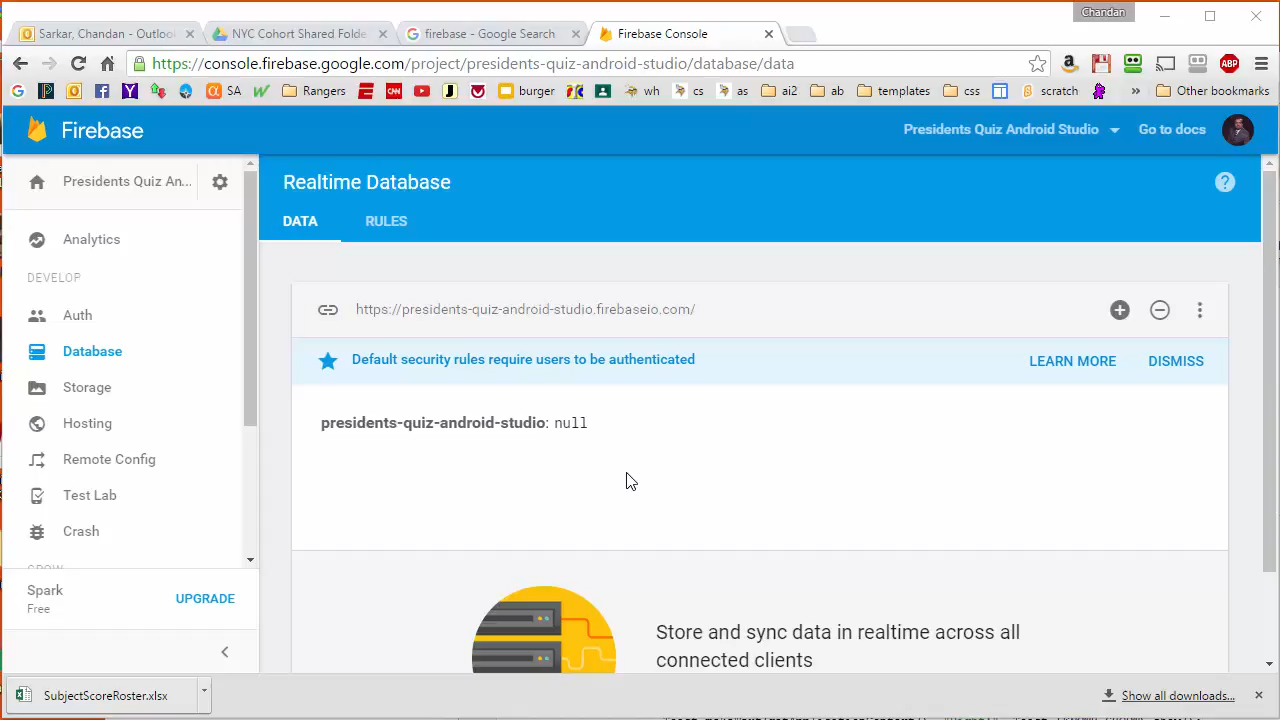 Chandan
Sarkar, Chandan - Outloo
NYC Cohort Shared Folde
firebase - Google Search
Firebase Console
https://console.firebase.google.com/project/presidents-quiz-android-studio/database/data
ABP
SA
Rangers
CNN
burger
wh
cs
as
ai2
ab
templates
css
scratch
»
Other bookmarks
Firebase
Presidents Quiz Android Studio
Go to docs
Presidents Quiz An...
Realtime Database
DATA
RULES
Analytics
DEVELOP
Auth
https://presidents-quiz-android-studio.firebaseio.com/
Database
Default security rules require users to be authenticated
LEARN MORE
DISMISS
Storage
Hosting
presidents-quiz-android-studio: null
Remote Config
Test Lab
Crash
Spark
Free
UPGRADE
Store and sync data in realtime across all
connected clients
SubjectScoreRoster.xlsx
Show all downloads...